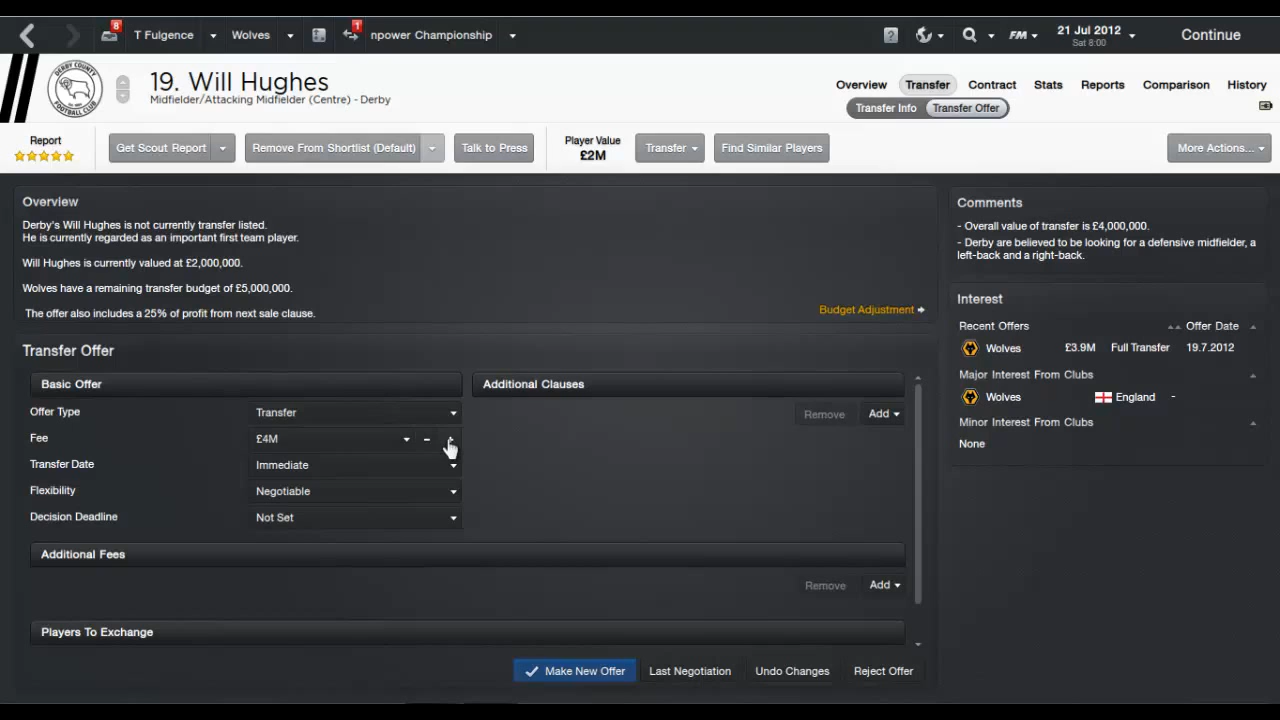 8
T Fulgence
Wolves
1
npower Championship
?
FM
21 Jul 2012
Sat 8:00
Continue
DERBY COUNTY
FOOTBALL CLUB
19. Will Hughes
Midfielder/Attacking Midfielder (Centre) - Derby
Overview
Transfer
Contract
Stats
Reports
Comparison
History
Transfer Info
Transfer Offer
Report
Get Scout Report
Remove From Shortlist (Default)
Talk to Press
Player Value
£2M
Transfer
Find Similar Players
More Actions...
Overview
Derby's Will Hughes is not currently transfer listed.
He is currently regarded as an important first team player.
Will Hughes is currently valued at £2,000,000.
Wolves have a remaining transfer budget of £5,000,000.
The offer also includes a 25% of profit from next sale clause.
Budget Adjustment
Transfer Offer
Basic Offer
Offer Type Transfer
Fee £4M -
Transfer Date Immediate
Flexibility Negotiable
Decision Deadline Not Set
Additional Clauses
Remove Add
Additional Fees
Remove Add
Players To Exchange
Make New Offer
Last Negotiation
Undo Changes
Reject Offer
Comments
- Overall value of transfer is £4,000,000.
- Derby are believed to be looking for a defensive midfielder, a
left-back and a right-back.
Interest
Recent Offers Offer Date
Wolves £3.9M Full Transfer 19.7.2012
Major Interest From Clubs
Wolves England -
Minor Interest From Clubs
None